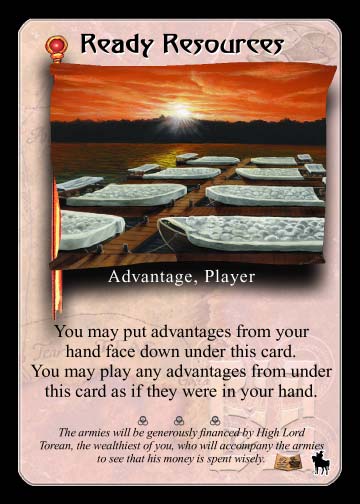 Ready Resources
Advantage, Player
You may put advantages from your
hand face down under this card.
You may play any advantages from under
this card as if they were in your hand.
The armies will be generously financed by High Lord
Torean, the wealthiest of you, who will accompany the armies
to see that his money is spent wisely.